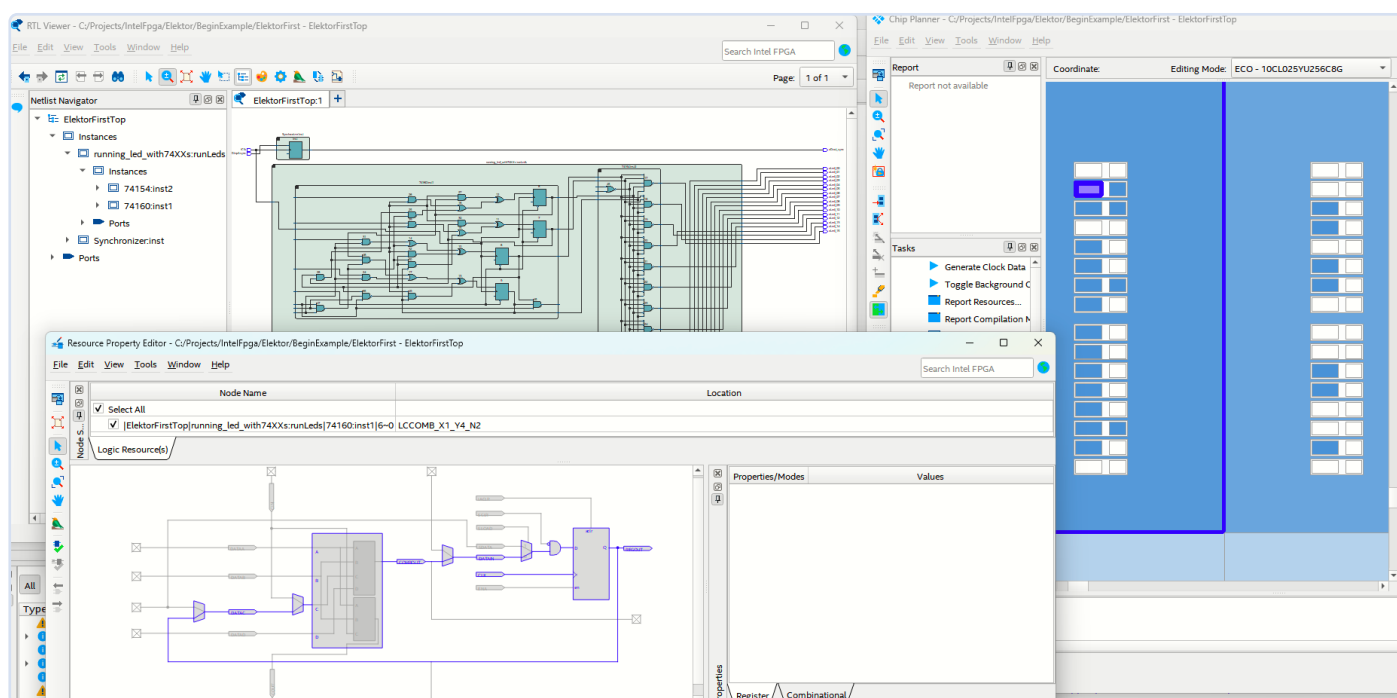 RTL Viewer - C:/Projects/IntelFpga/Elektor/BeginExample/ElektorFirst - ElektorFirstTop
File Edit View Tools Window Help
Search Intel FPGA
Page: 1 of 1
Netlist Navigator
ElektorFirstTop:1
ElektorFirstTop
Instances
running_led_with74XXs:runLeds
Instances
74154:inst2
74160:inst1
Ports
Synchronizer:inst
Ports
Chip Planner - C:/Projects/IntelFpga/Elektor/BeginExample/ElektorFirst - ElektorFirstTop
File Edit View Tools Window Help
Report
Report not available
Coordinate:
Editing Mode: ECO - 10CL025YU256C8G
Tasks
Generate Clock Data
Toggle Background C
Report Resources...
Report Compilation M
Resource Property Editor - C:/Projects/IntelFpga/Elektor/BeginExample/ElektorFirst - ElektorFirstTop
File Edit View Tools Window Help
Search Intel FPGA
Node Name Location
Select All
|ElektorFirstTop|running_led_with74XXs:runLeds|74160:inst1|6~0 LCCOMB_X1_Y4_N2
Node S...
Logic Resource(s)
Properties/Modes Values
A
B
C
D
D
Q
Register Combinational
All
Type